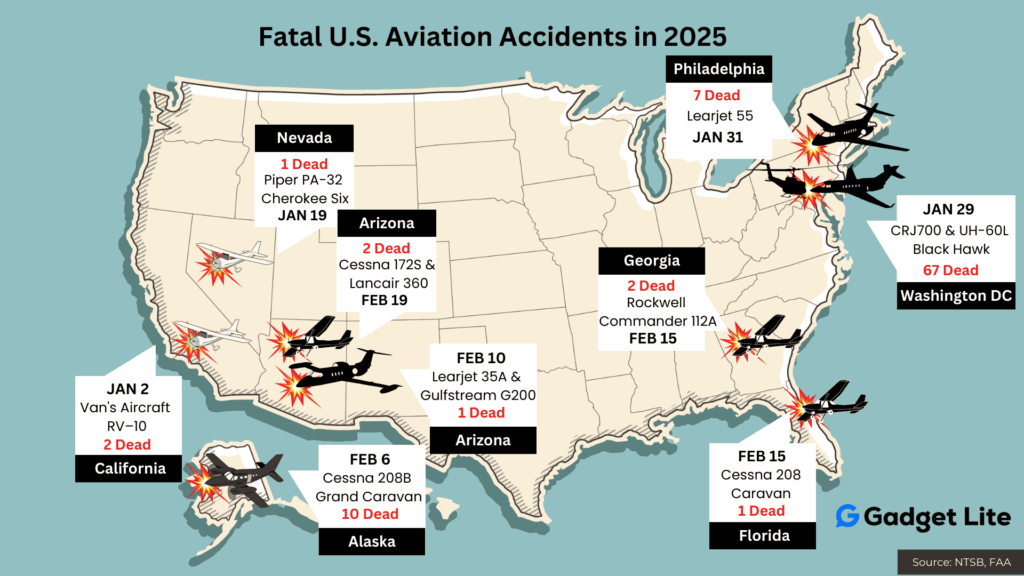 Fatal U.S. Aviation Accidents in 2025
Philadelphia
7 Dead
Learjet 55
JAN 31
Nevada
1 Dead
Piper PA-32
Cherokee Six
JAN 19
Arizona
2 Dead
Cessna 172S &
Lancair 360
FEB 19
JAN 29
CRJ700 & UH-60L
Black Hawk
67 Dead
Washington DC
Georgia
2 Dead
Rockwell
Commander 112A
FEB 15
FEB 10
Learjet 35A &
Gulfstream G200
1 Dead
Arizona
JAN 2
Van's Aircraft
RV–10
2 Dead
California
FEB 6
Cessna 208B
Grand Caravan
10 Dead
Alaska
FEB 15
Cessna 208
Caravan
1 Dead
Florida
Gadget Lite
Source: NTSB, FAA